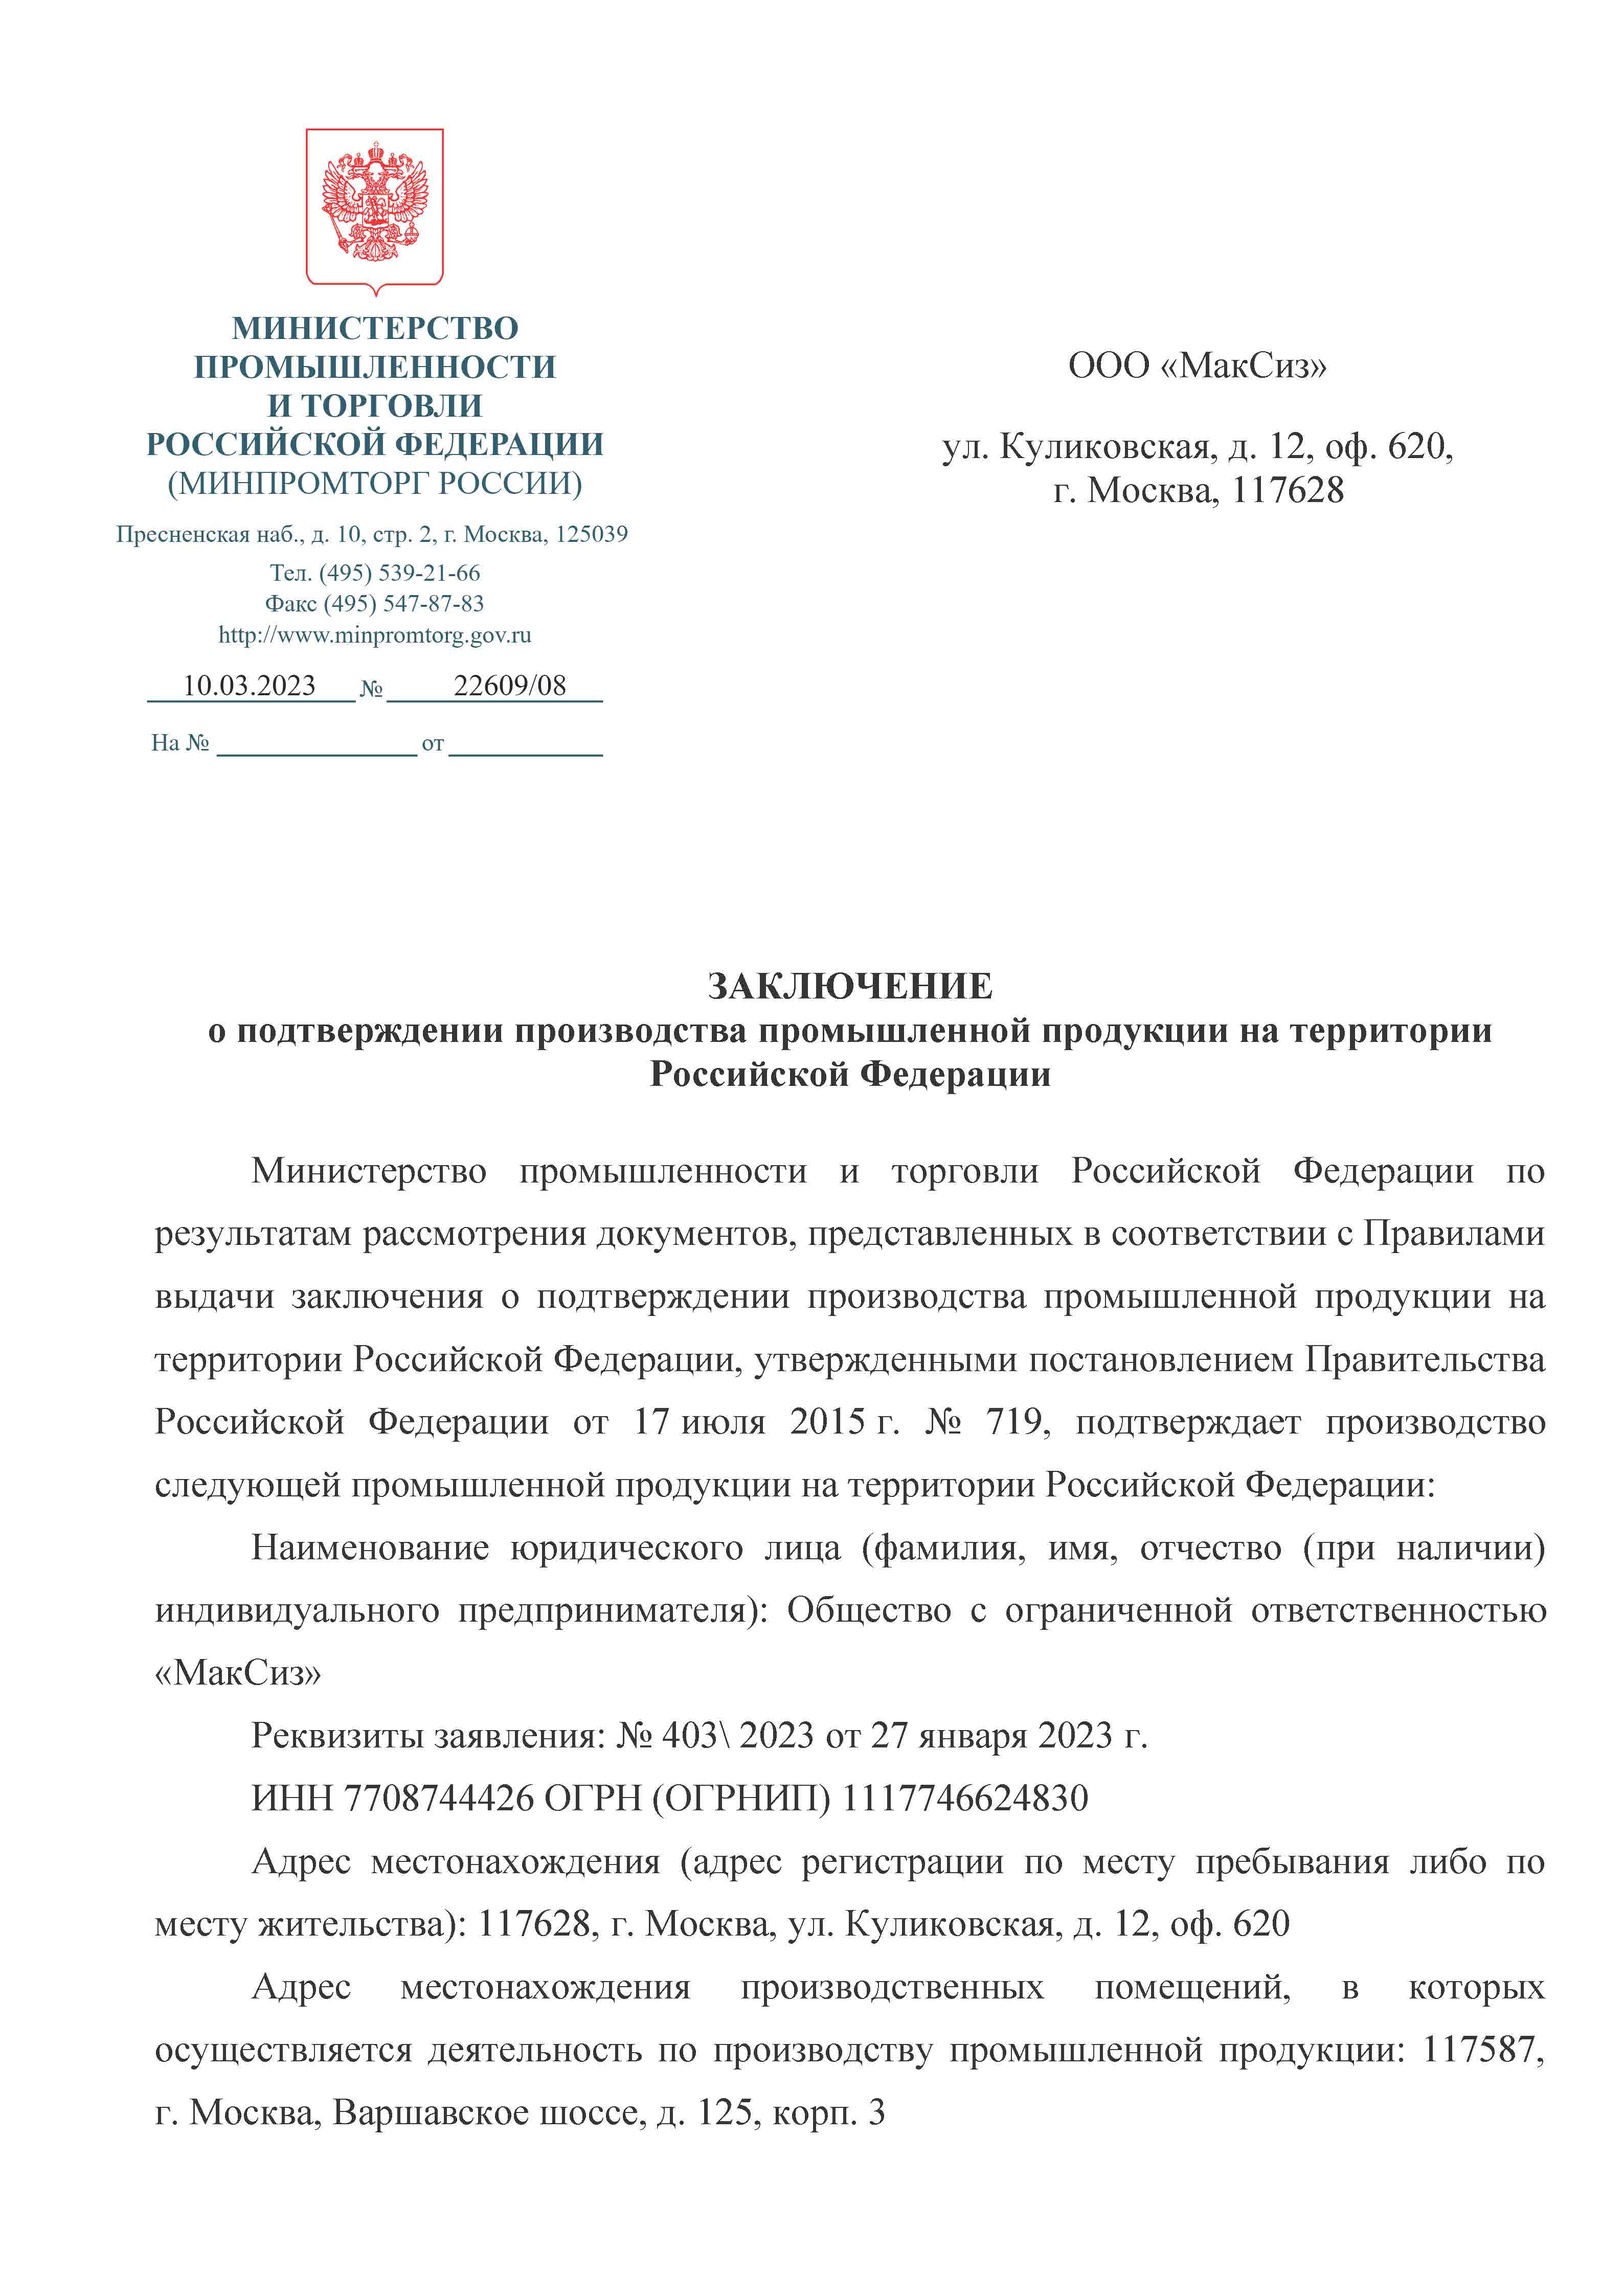 МИНИСТЕРСТВО
ПРОМЫШЛЕННОСТИ
И ТОРГОВЛИ
РОССИЙСКОЙ ФЕДЕРАЦИИ
(МИНПРОМТОРГ РОССИИ)
Пресненская наб., д. 10, стр. 2, г. Москва, 125039
Тел. (495) 539-21-66
Факс (495) 547-87-83
http://www.minpromtorg.gov.ru
10.03.2023 № 22609/08
На № от
ООО «МакСиз»
ул. Куликовская, д. 12, оф. 620,
г. Москва, 117628
ЗАКЛЮЧЕНИЕ
о подтверждении производства промышленной продукции на территории
Российской Федерации
Министерство промышленности и торговли Российской Федерации по
результатам рассмотрения документов, представленных в соответствии с Правилами
выдачи заключения о подтверждении производства промышленной продукции на
территории Российской Федерации, утвержденными постановлением Правительства
Российской Федерации от 17 июля 2015 г. № 719, подтверждает производство
следующей промышленной продукции на территории Российской Федерации:
Наименование юридического лица (фамилия, имя, отчество (при наличии)
индивидуального предпринимателя): Общество с ограниченной ответственностью
«МакСиз»
Реквизиты заявления: № 403\ 2023 от 27 января 2023 г.
ИНН 7708744426 ОГРН (ОГРНИП) 1117746624830
Адрес местонахождения (адрес регистрации по месту пребывания либо по
месту жительства): 117628, г. Москва, ул. Куликовская, д. 12, оф. 620
Адрес местонахождения производственных помещений, в которых
осуществляется деятельность по производству промышленной продукции: 117587,
г. Москва, Варшавское шоссе, д. 125, корп. 3